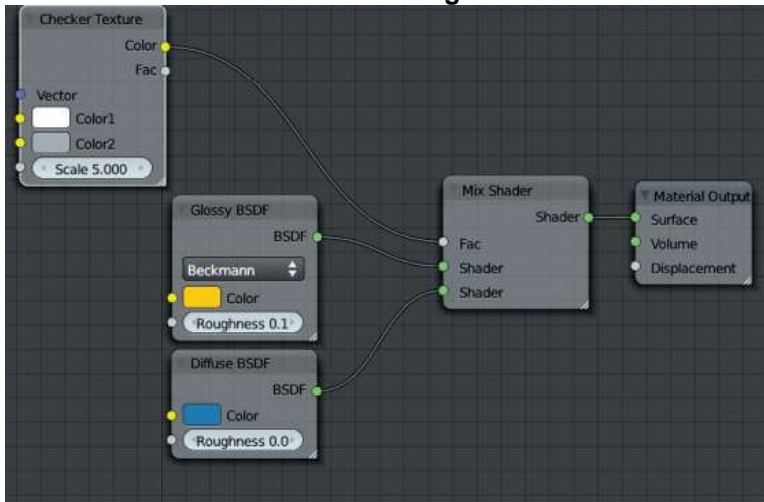 Checker Texture
Color
Fac
Vector
Color1
Color2
Scale 5.000
Glossy BSDF
BSDF
Beckmann
Color
Roughness 0.1
Diffuse BSDF
BSDF
Color
Roughness 0.0
Mix Shader
Shader
Fac
Shader
Shader
Material Output
Surface
Volume
Displacement